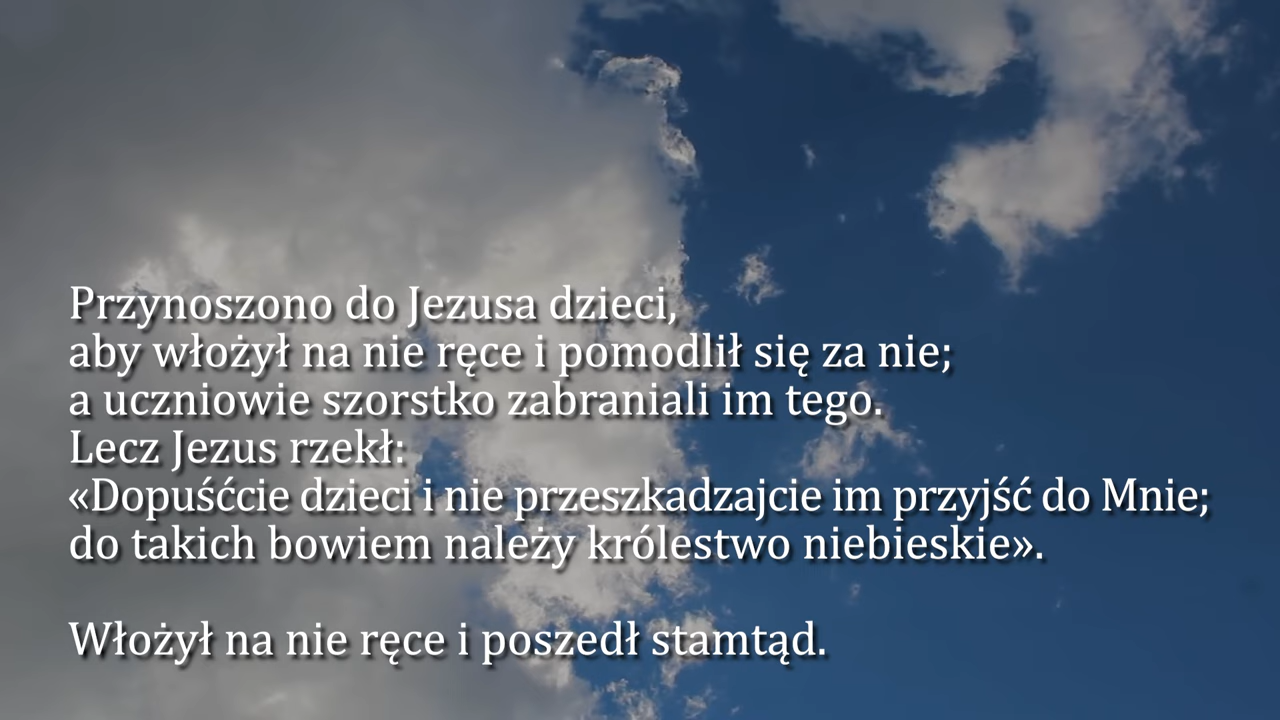 Przynoszono do Jezusa dzieci,
aby włożył na nie ręce i pomodlił się za nie;
a uczniowie szorstko zabraniali im tego.
Lecz Jezus rzekł:
«Dopuśćcie dzieci i nie przeszkadzajcie im przyjść do Mnie;
do takich bowiem należy królestwo niebieskie».
Włożył na nie ręce i poszedł stamtąd.